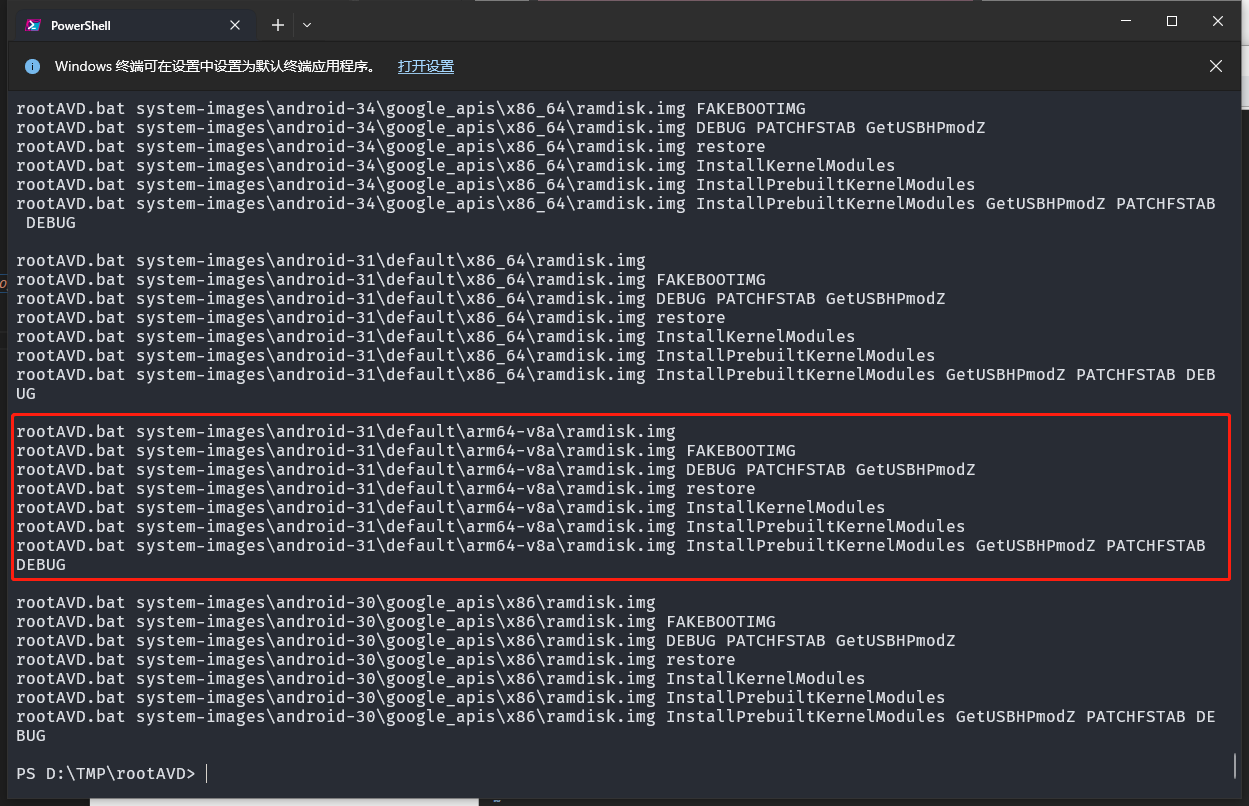 PowerShell
Windows 终端可在设置中设置为默认终端应用程序。 打开设置
rootAVD.bat system-images\android-34\google_apis\x86_64\ramdisk.img FAKEBOOTIMG
rootAVD.bat system-images\android-34\google_apis\x86_64\ramdisk.img DEBUG PATCHFSTAB GetUSBHPmodZ
rootAVD.bat system-images\android-34\google_apis\x86_64\ramdisk.img restore
rootAVD.bat system-images\android-34\google_apis\x86_64\ramdisk.img InstallKernelModules
rootAVD.bat system-images\android-34\google_apis\x86_64\ramdisk.img InstallPrebuiltKernelModules
rootAVD.bat system-images\android-34\google_apis\x86_64\ramdisk.img InstallPrebuiltKernelModules GetUSBHPmodZ PATCHFSTAB
DEBUG
rootAVD.bat system-images\android-31\default\x86_64\ramdisk.img
rootAVD.bat system-images\android-31\default\x86_64\ramdisk.img FAKEBOOTIMG
rootAVD.bat system-images\android-31\default\x86_64\ramdisk.img DEBUG PATCHFSTAB GetUSBHPmodZ
rootAVD.bat system-images\android-31\default\x86_64\ramdisk.img restore
rootAVD.bat system-images\android-31\default\x86_64\ramdisk.img InstallKernelModules
rootAVD.bat system-images\android-31\default\x86_64\ramdisk.img InstallPrebuiltKernelModules
rootAVD.bat system-images\android-31\default\x86_64\ramdisk.img InstallPrebuiltKernelModules GetUSBHPmodZ PATCHFSTAB DEB
UG
rootAVD.bat system-images\android-31\default\arm64-v8a\ramdisk.img
rootAVD.bat system-images\android-31\default\arm64-v8a\ramdisk.img FAKEBOOTIMG
rootAVD.bat system-images\android-31\default\arm64-v8a\ramdisk.img DEBUG PATCHFSTAB GetUSBHPmodZ
rootAVD.bat system-images\android-31\default\arm64-v8a\ramdisk.img restore
rootAVD.bat system-images\android-31\default\arm64-v8a\ramdisk.img InstallKernelModules
rootAVD.bat system-images\android-31\default\arm64-v8a\ramdisk.img InstallPrebuiltKernelModules
rootAVD.bat system-images\android-31\default\arm64-v8a\ramdisk.img InstallPrebuiltKernelModules GetUSBHPmodZ PATCHFSTAB
DEBUG
rootAVD.bat system-images\android-30\google_apis\x86\ramdisk.img
rootAVD.bat system-images\android-30\google_apis\x86\ramdisk.img FAKEBOOTIMG
rootAVD.bat system-images\android-30\google_apis\x86\ramdisk.img DEBUG PATCHFSTAB GetUSBHPmodZ
rootAVD.bat system-images\android-30\google_apis\x86\ramdisk.img restore
rootAVD.bat system-images\android-30\google_apis\x86\ramdisk.img InstallKernelModules
rootAVD.bat system-images\android-30\google_apis\x86\ramdisk.img InstallPrebuiltKernelModules
rootAVD.bat system-images\android-30\google_apis\x86\ramdisk.img InstallPrebuiltKernelModules GetUSBHPmodZ PATCHFSTAB DE
BUG
PS D:\TMP\rootAVD>